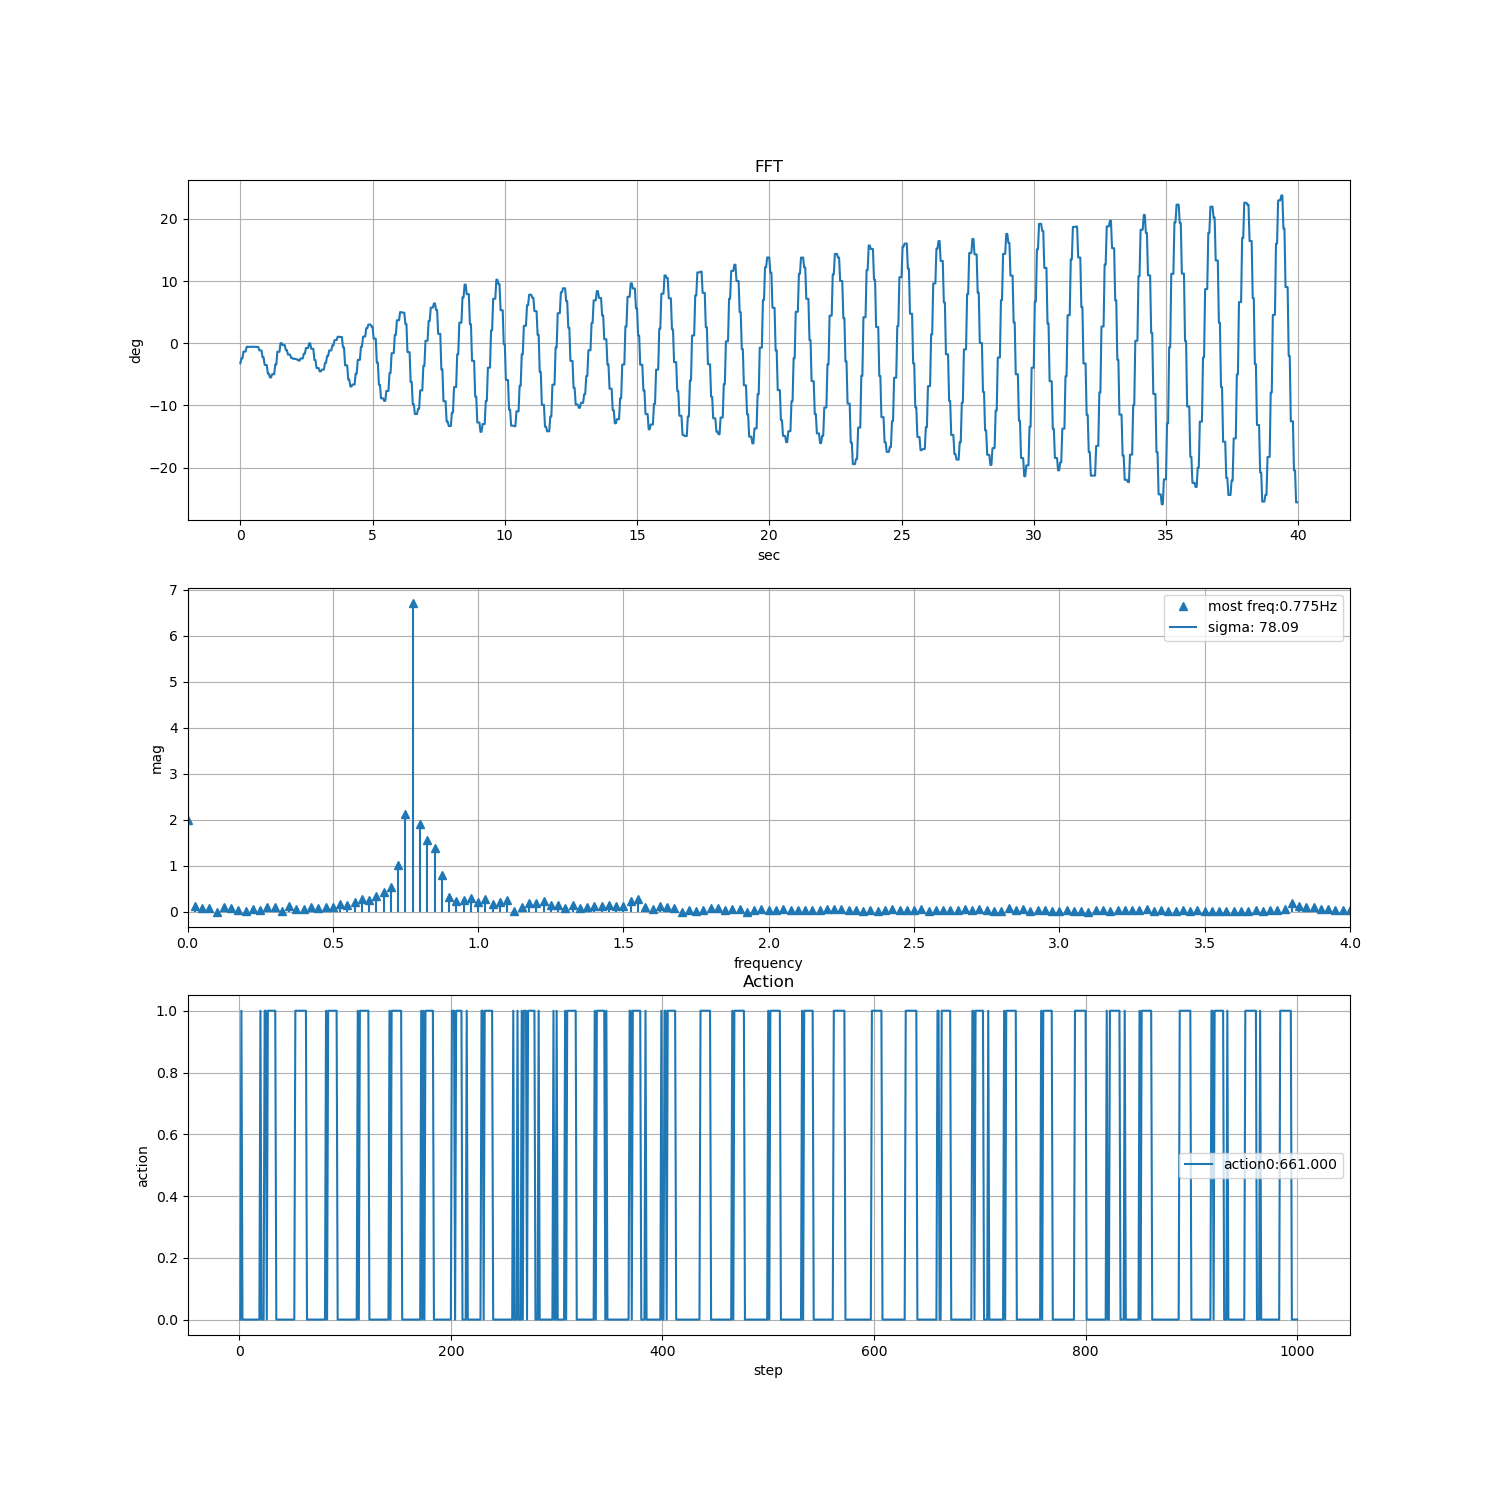 FFT
20
10
0
−10
−20
deg
0 5 10 15 20 25 30 35 40
sec
7
6
5
4
3
2
1
0
mag
most freq:0.775Hz
sigma: 78.09
0.0 0.5 1.0 1.5 2.0 2.5 3.0 3.5 4.0
frequency
Action
1.0
0.8
0.6
0.4
0.2
0.0
action
action0:661.000
0 200 400 600 800 1000
step